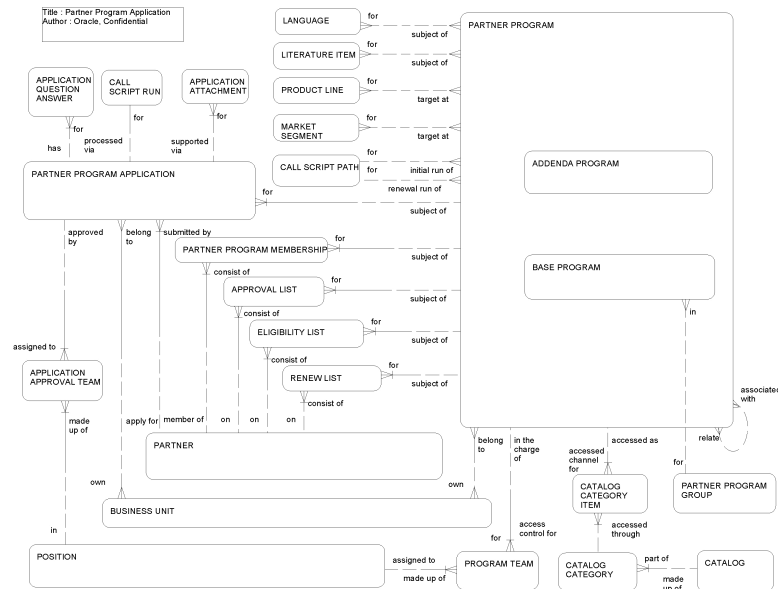 Title : Partner Program Application
Author : Oracle, Confidential
LANGUAGE
for
subject of
PARTNER PROGRAM
LITERATURE ITEM
for
subject of
APPLICATION
QUESTION
ANSWER
CALL
SCRIPT RUN
APPLICATION
ATTACHMENT
PRODUCT LINE
for
target at
for
for
for
MARKET
SEGMENT
for
target at
has
processed
via
supported
via
CALL SCRIPT PATH
for
initial run of
for
renewal run of
ADDENDA PROGRAM
PARTNER PROGRAM APPLICATION
for
subject of
approved
by
belong
to
submitted by
PARTNER PROGRAM MEMBERSHIP
for
subject of
consist of
BASE PROGRAM
APPROVAL LIST
for
subject of
consist of
in
ELIGIBILITY LIST
for
subject of
consist of
assigned to
APPLICATION
APPROVAL TEAM
RENEW LIST
for
subject of
consist of
associated
with
made
up of
apply for
member of
on
on
on
relate
PARTNER
belong
to
in the
charge
of
accessed as
accessed
channel
for
for
own
own
CATALOG
CATEGORY
ITEM
PARTNER PROGRAM
GROUP
BUSINESS UNIT
in
for
access
control for
accessed
through
POSITION
assigned to
made up of
PROGRAM TEAM
CATALOG
CATEGORY
part of
made
up of
CATALOG